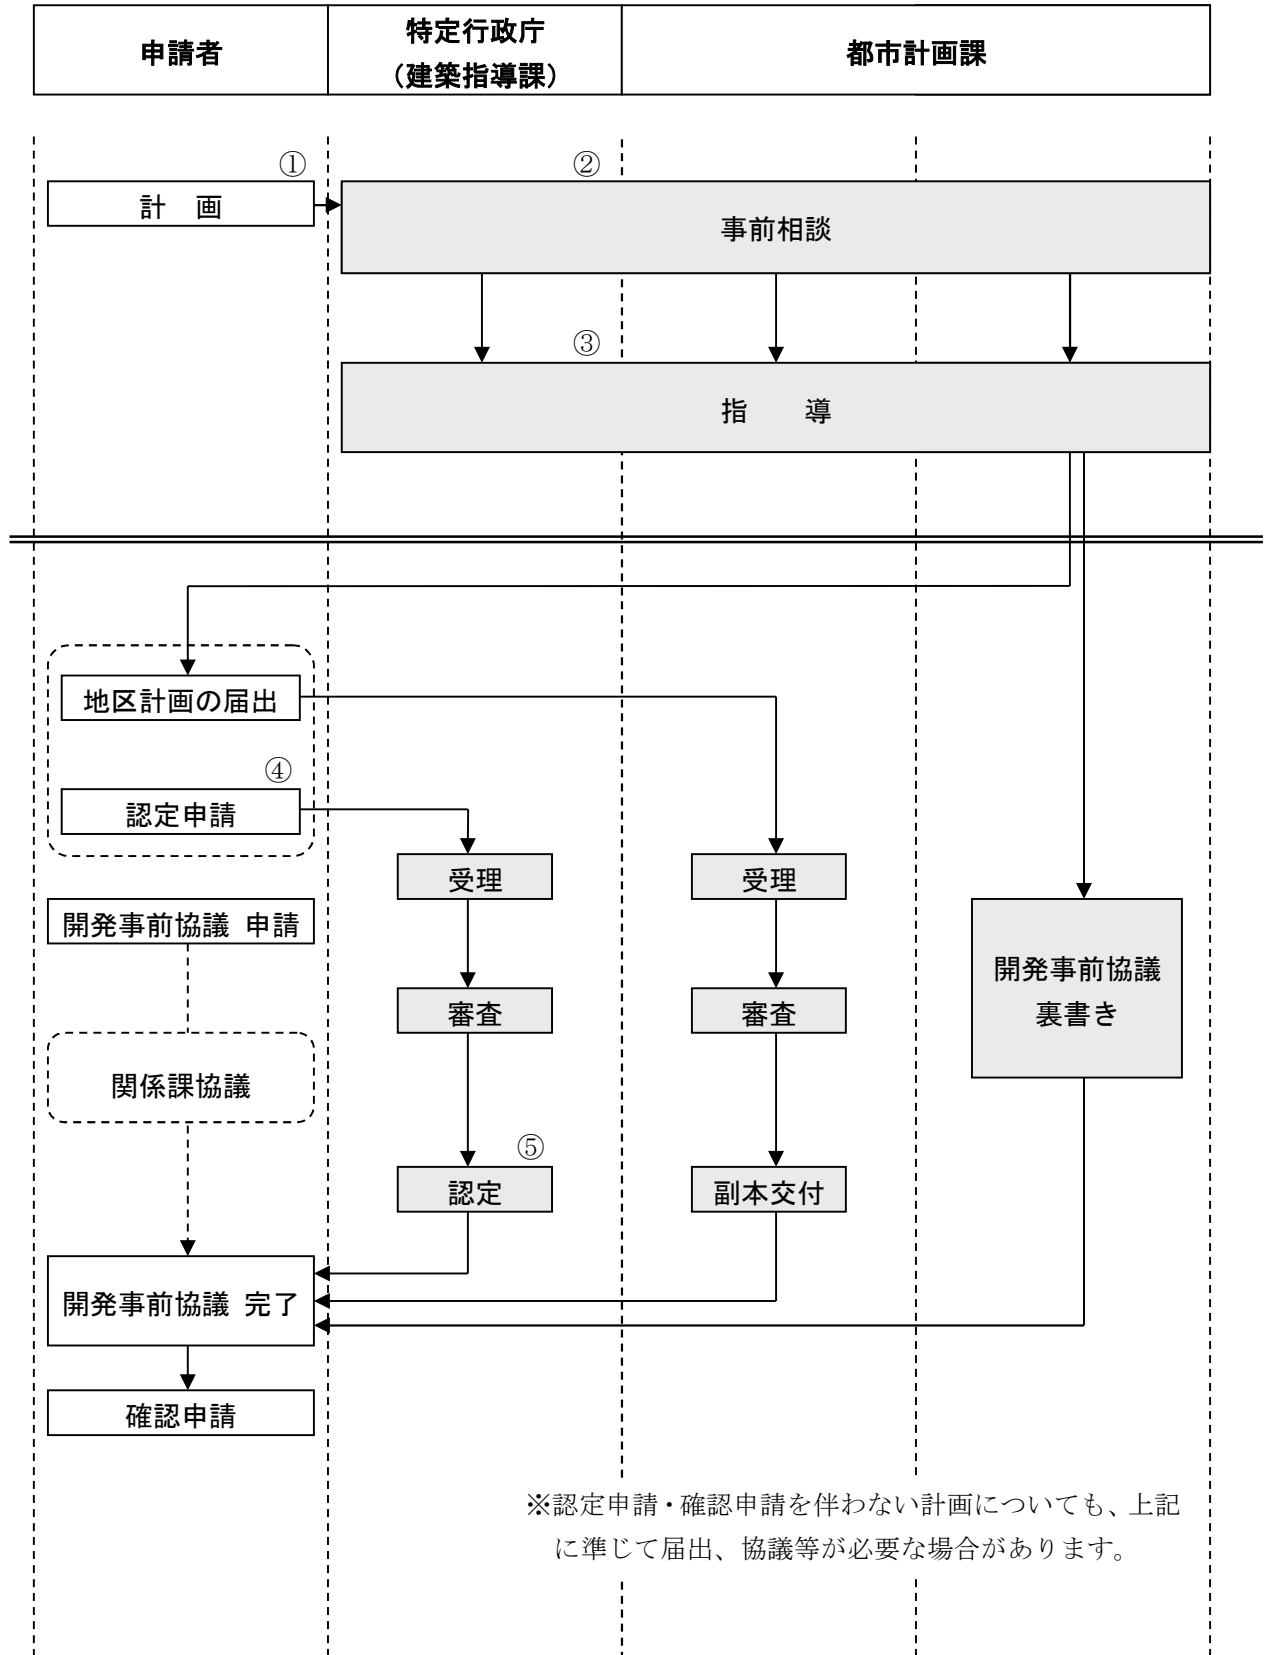 申請者
特定行政庁
（建築指導課）
都市計画課
①
②
計　画
事前相談
③
指　　導
地区計画の届出
④
認定申請
受理
受理
開発事前協議 申請
開発事前協議
裏書き
審査
審査
関係課協議
⑤
認定
副本交付
開発事前協議 完了
確認申請
※認定申請・確認申請を伴わない計画についても、上記
に準じて届出、協議等が必要な場合があります。